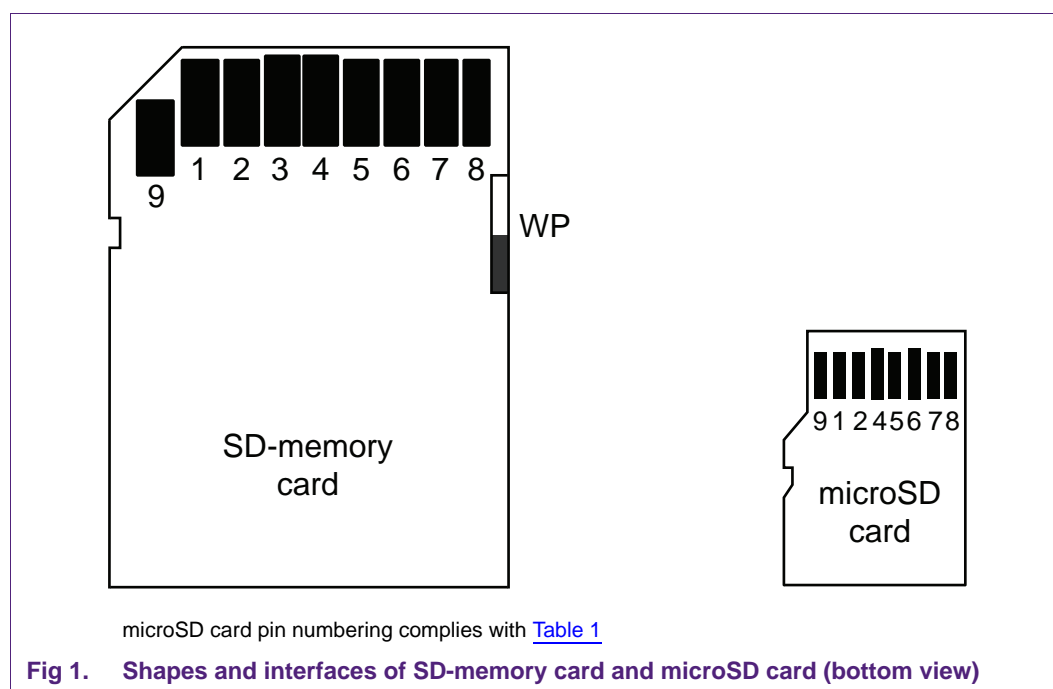 1 2 3 4 5 6 7 8
9
WP
SD-memory
card
9 1 2 4 5 6 7 8
microSD
card
microSD card pin numbering complies with Table 1
Fig 1. Shapes and interfaces of SD-memory card and microSD card (bottom view)